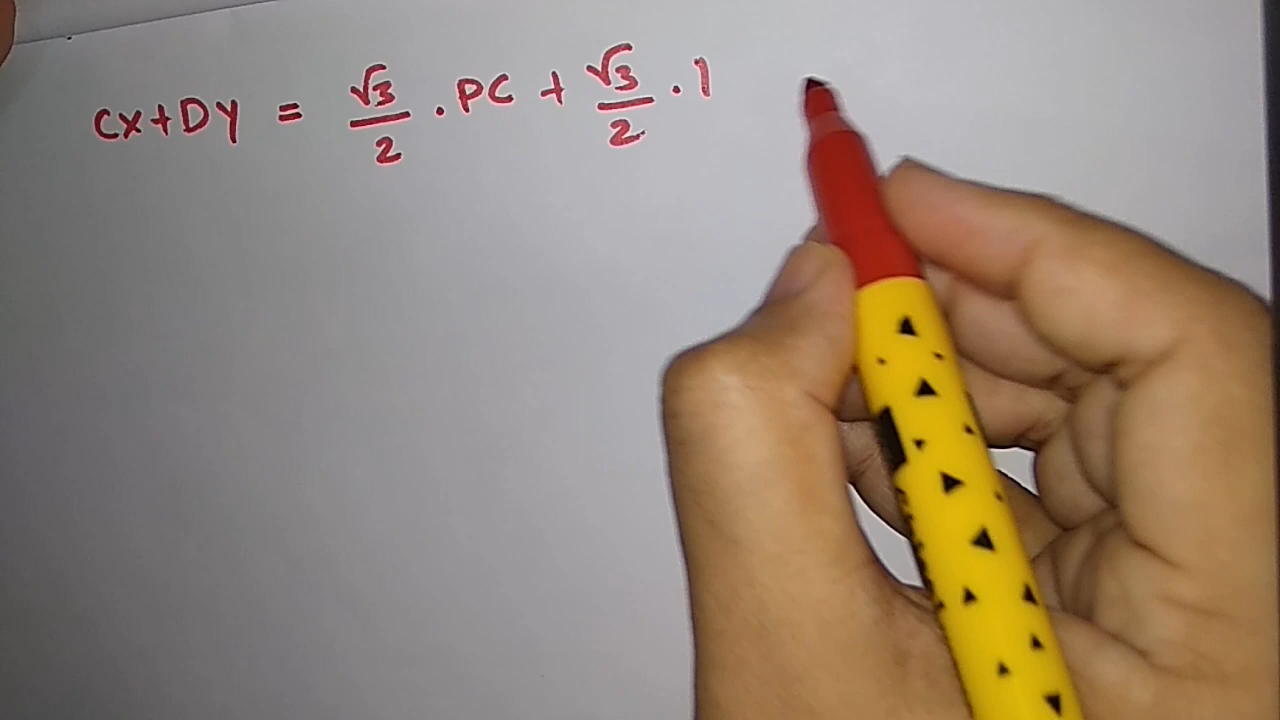 CX+DY = √3/2 . PC + √3/2 . 1